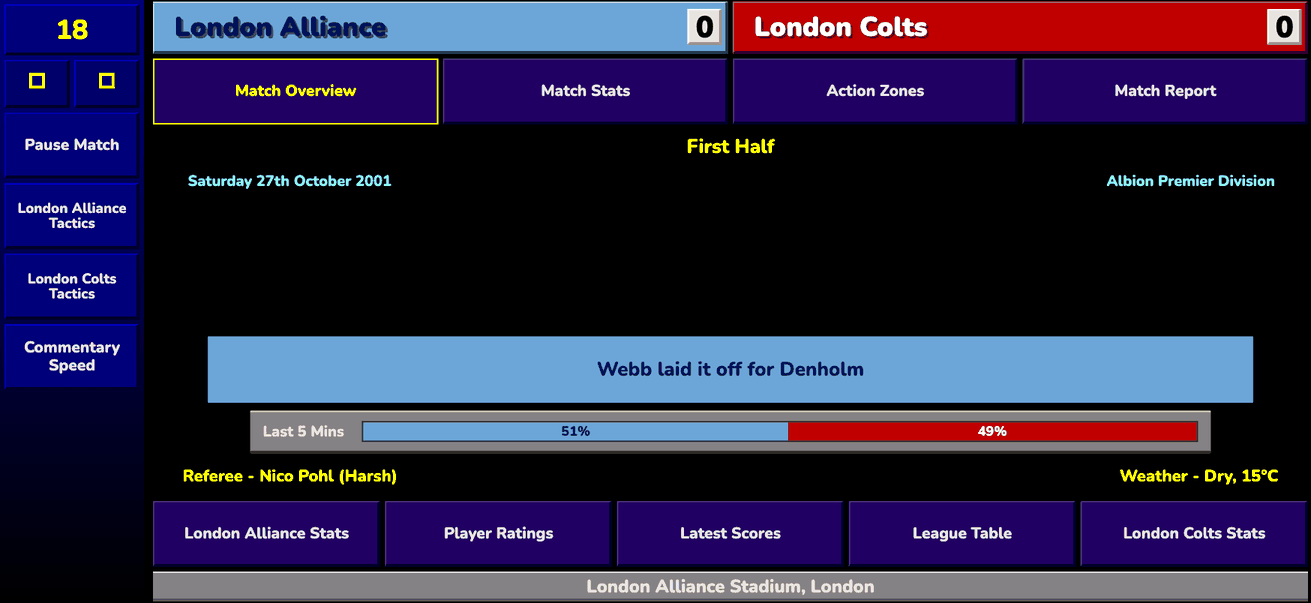 18
London Alliance 0
London Colts 0
Match Overview
Match Stats
Action Zones
Match Report
Pause Match
London Alliance
Tactics
London Colts
Tactics
Commentary
Speed
First Half
Saturday 27th October 2001
Albion Premier Division
Webb laid it off for Denholm
Last 5 Mins 51% 49%
Referee - Nico Pohl (Harsh)
Weather - Dry, 15°C
London Alliance Stats
Player Ratings
Latest Scores
League Table
London Colts Stats
London Alliance Stadium, London